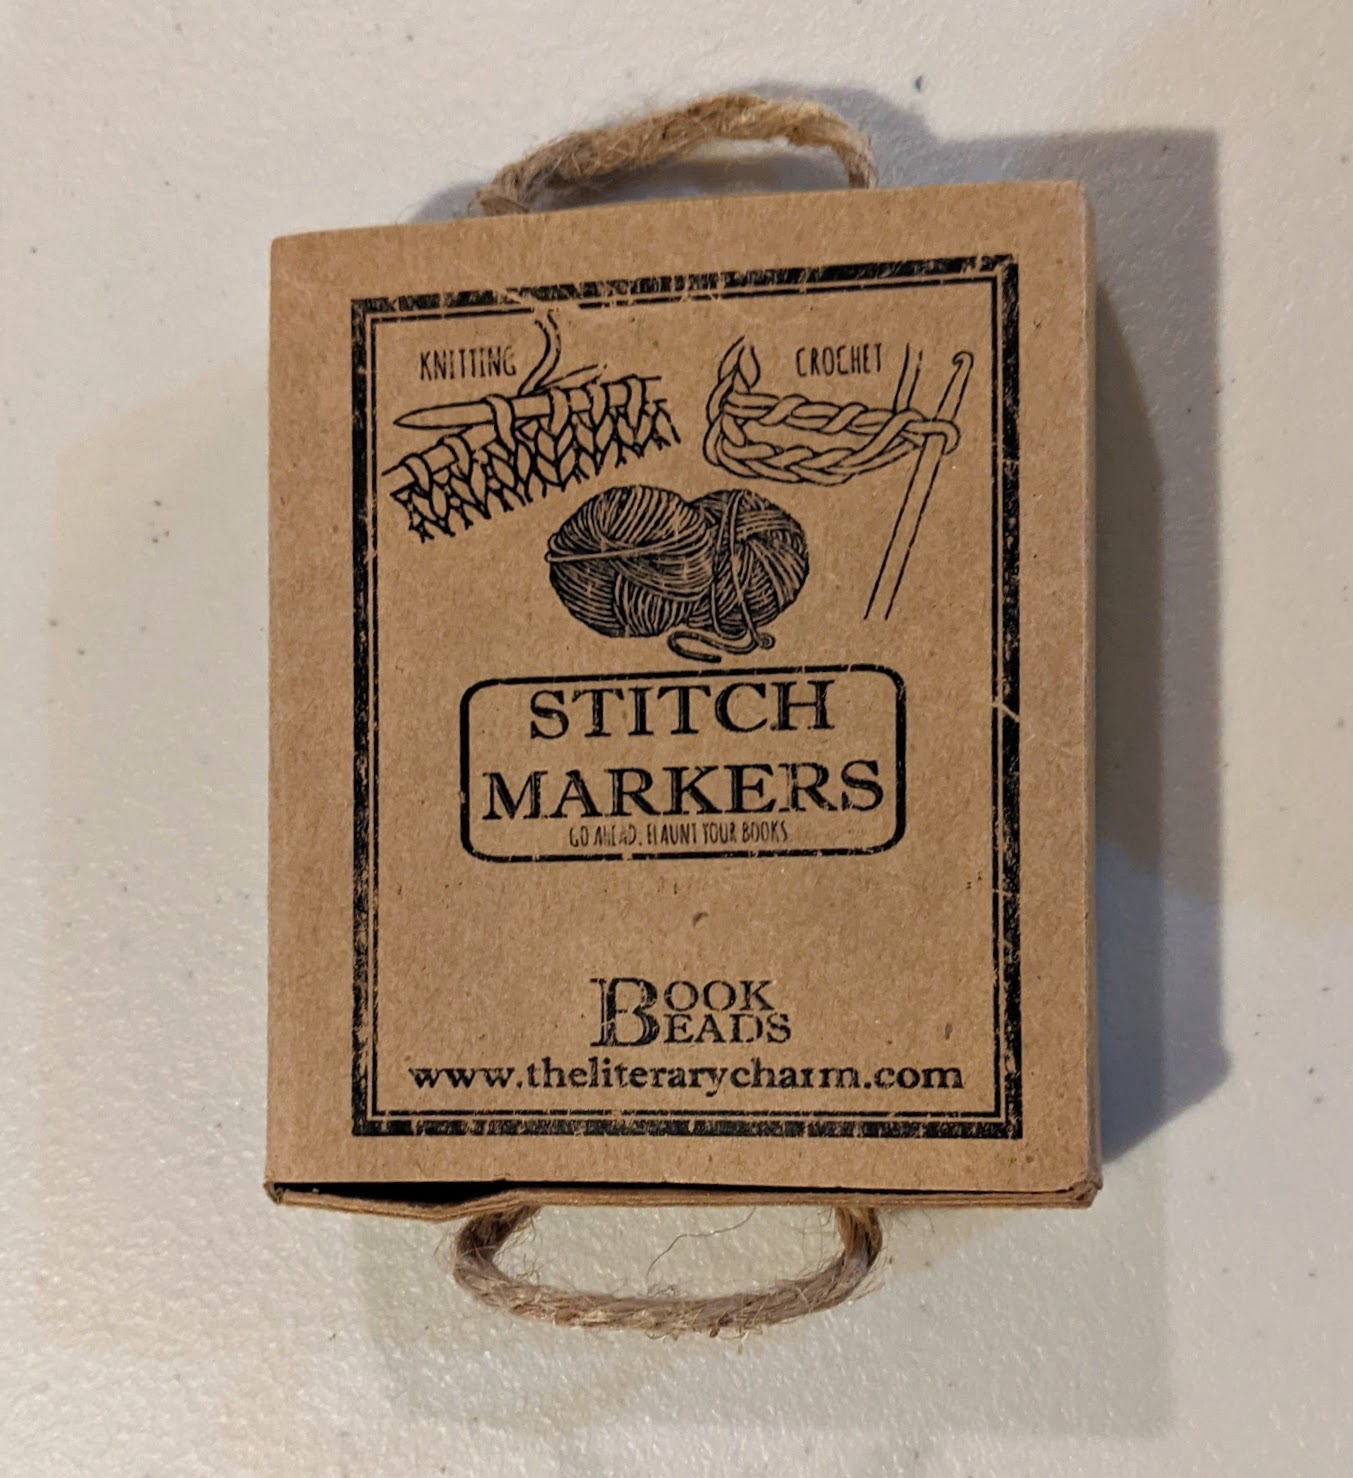 KNITTING
CROCHET
STITCH
MARKERS
GO AHEAD. FLAUNT YOUR BOOKS
BOOK
BEADS
www.theliterarycharm.com